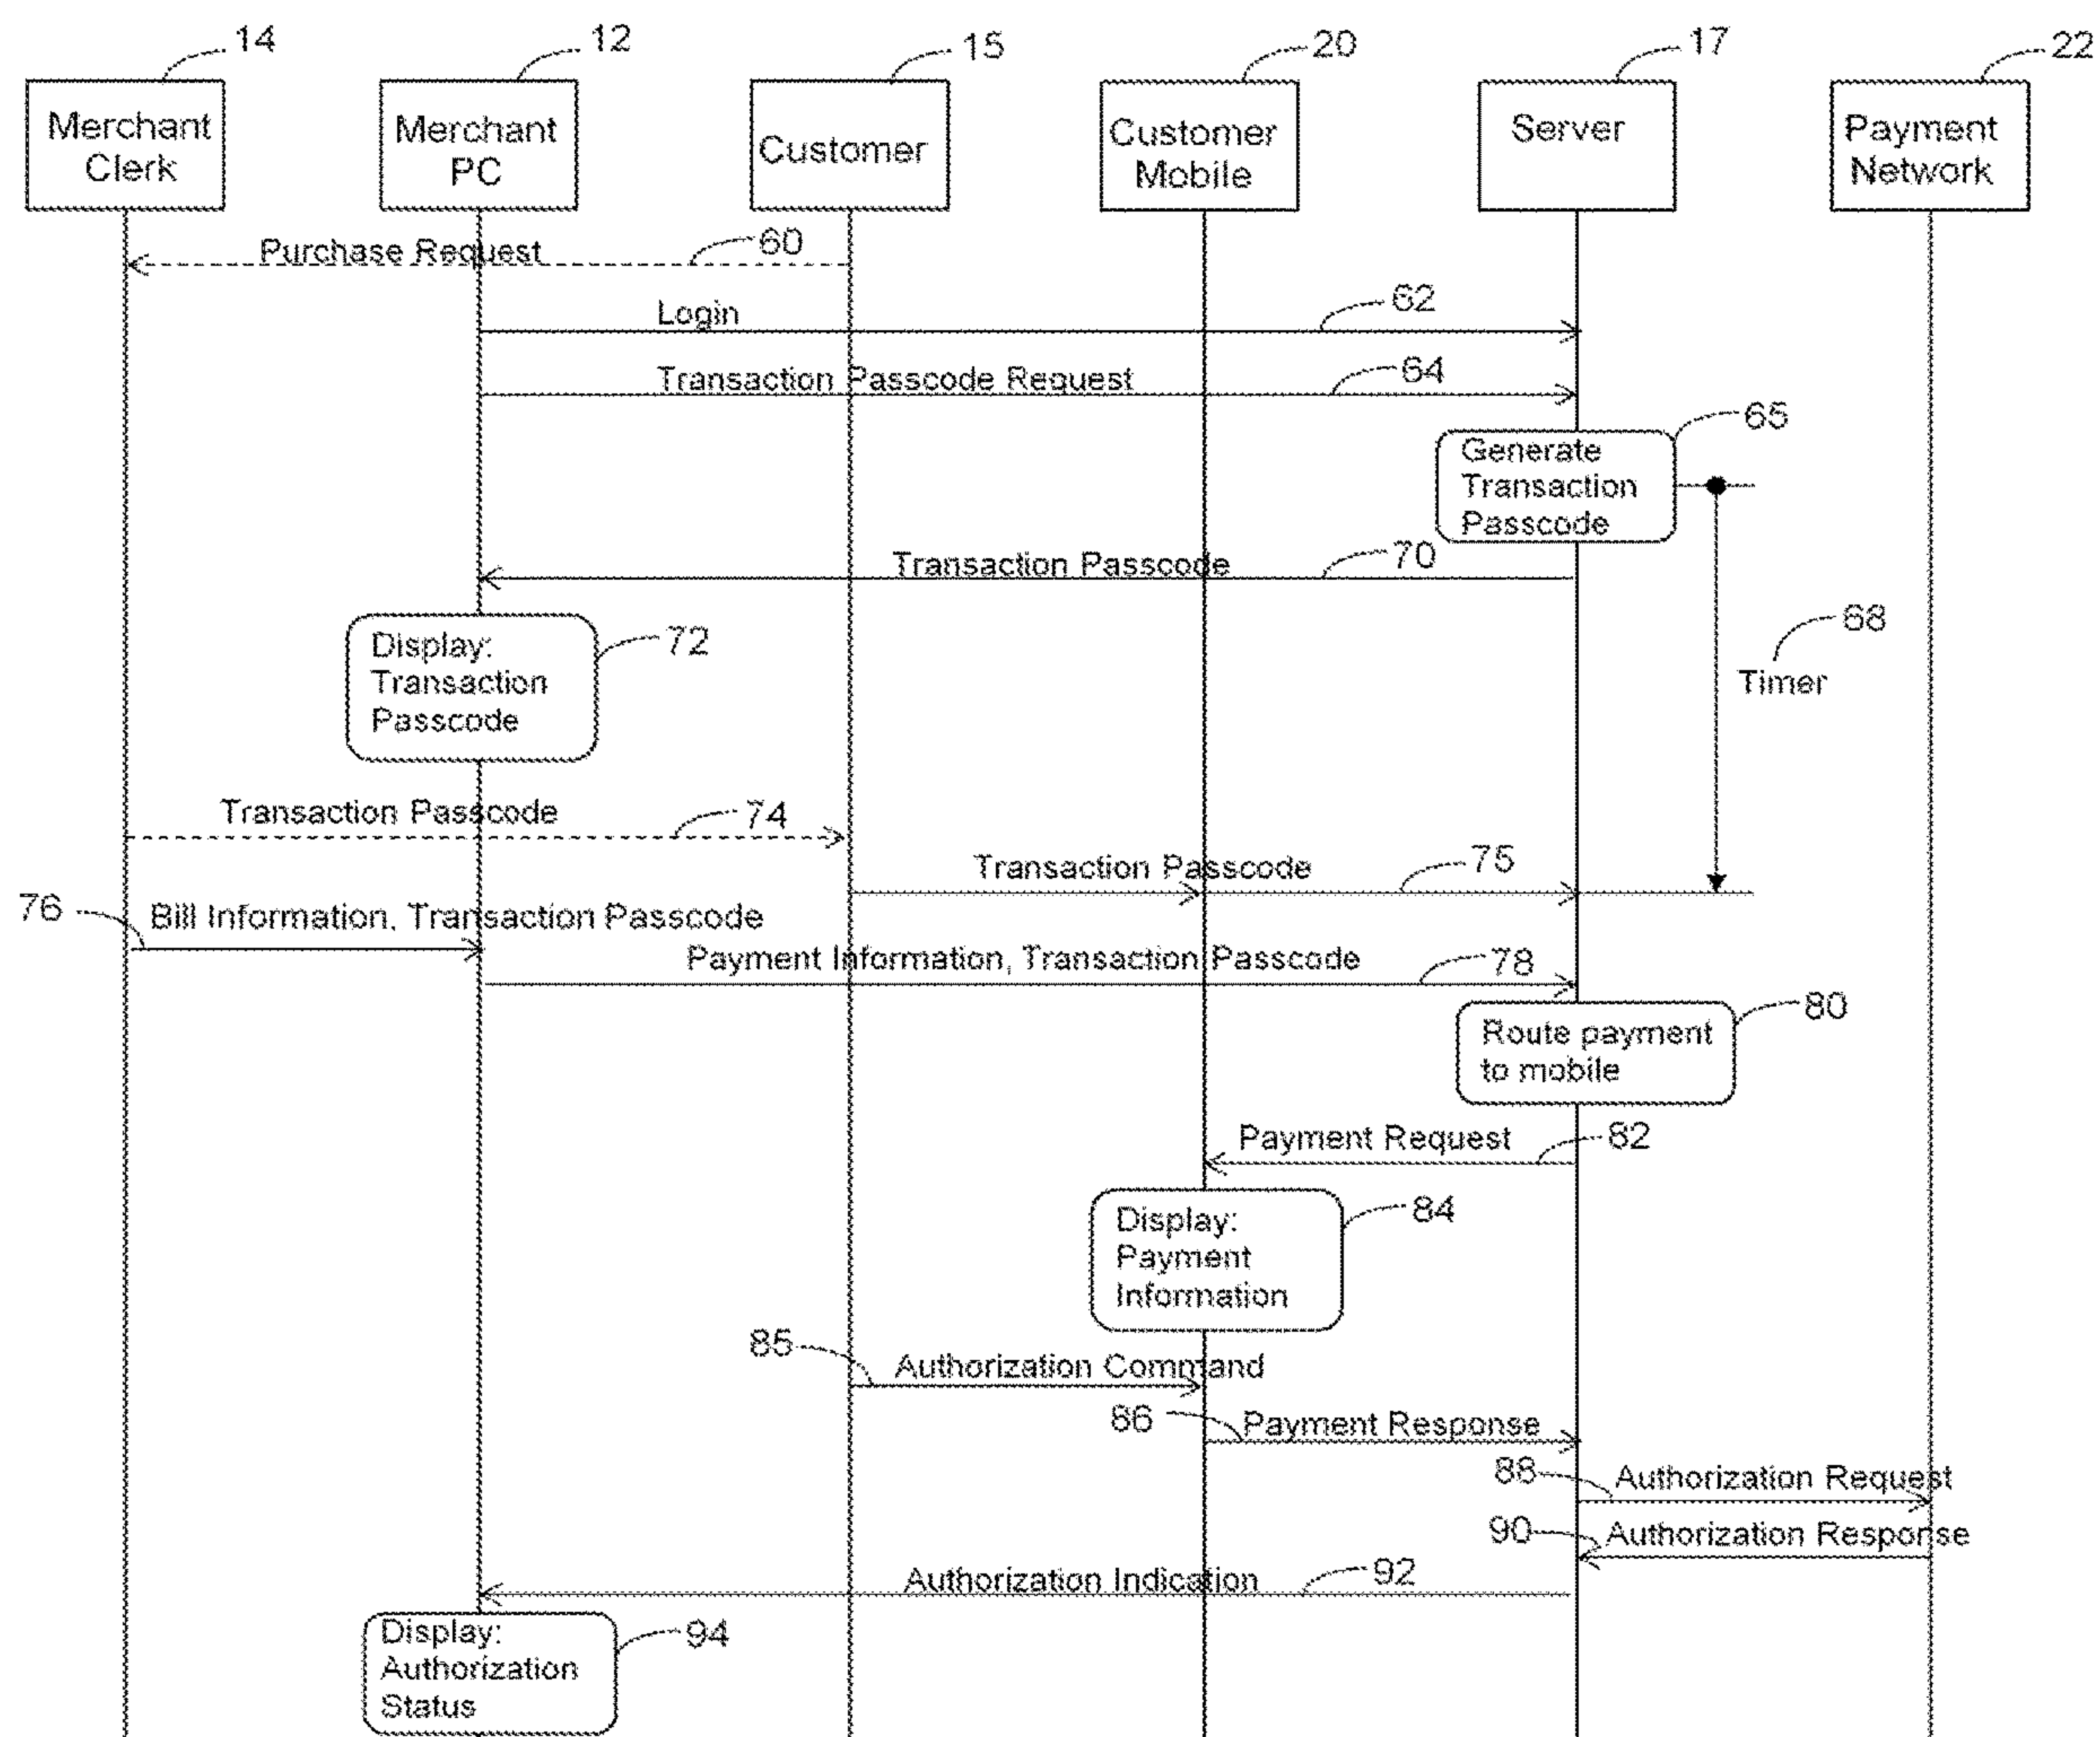 14
12
15
20
17
22
Merchant
Clerk
Merchant
PC
Customer
Customer
Mobile
Server
Payment
Network
Purchase Request
60
Login
62
Transaction Passcode Request
64
65
Generate
Transaction
Passcode
Transaction Passcode
70
Display:
Transaction
Passcode
72
68
Timer
Transaction Passcode
74
Transaction Passcode
75
76
Bill Information, Transaction Passcode
Payment Information, Transaction Passcode
78
80
Route payment
to mobile
Payment Request
82
Display:
Payment
Information
84
85
Authorization Command
86
Payment Response
88
Authorization Request
90
Authorization Response
Authorization Indication
92
Display:
Authorization
Status
94